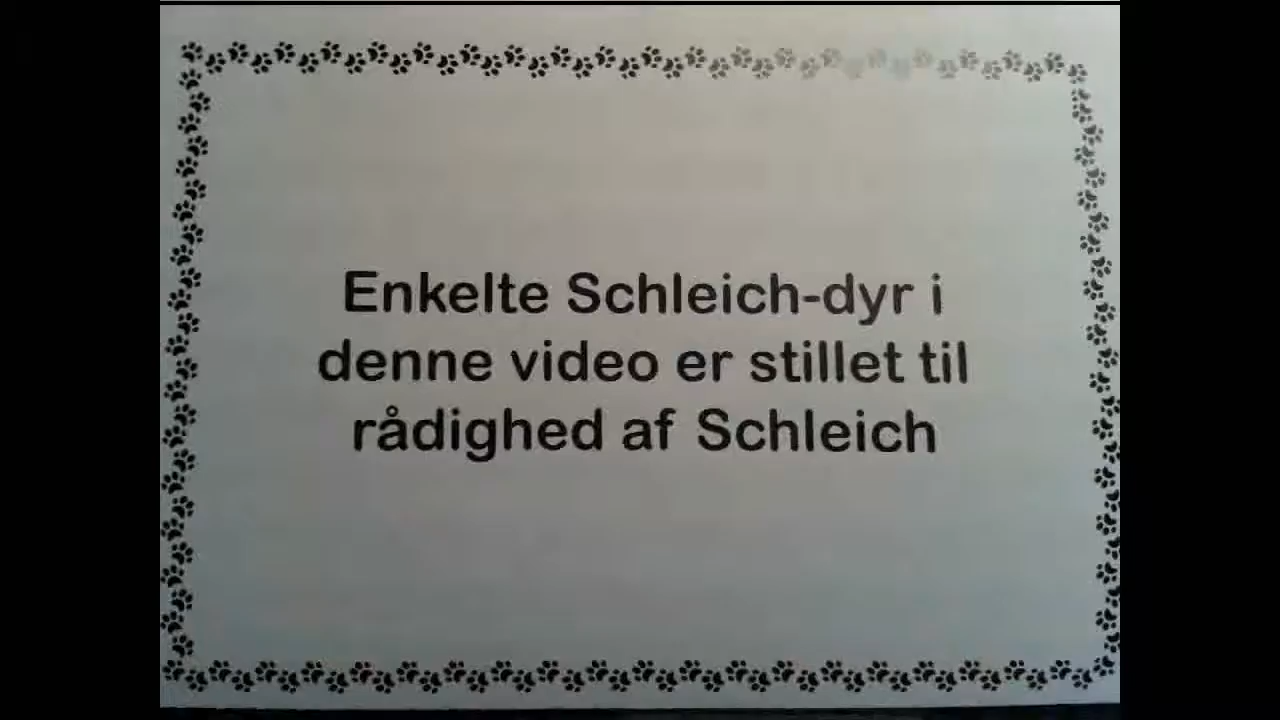 Enkelte Schleich-dyr i
denne video er stillet til
rådighed af Schleich